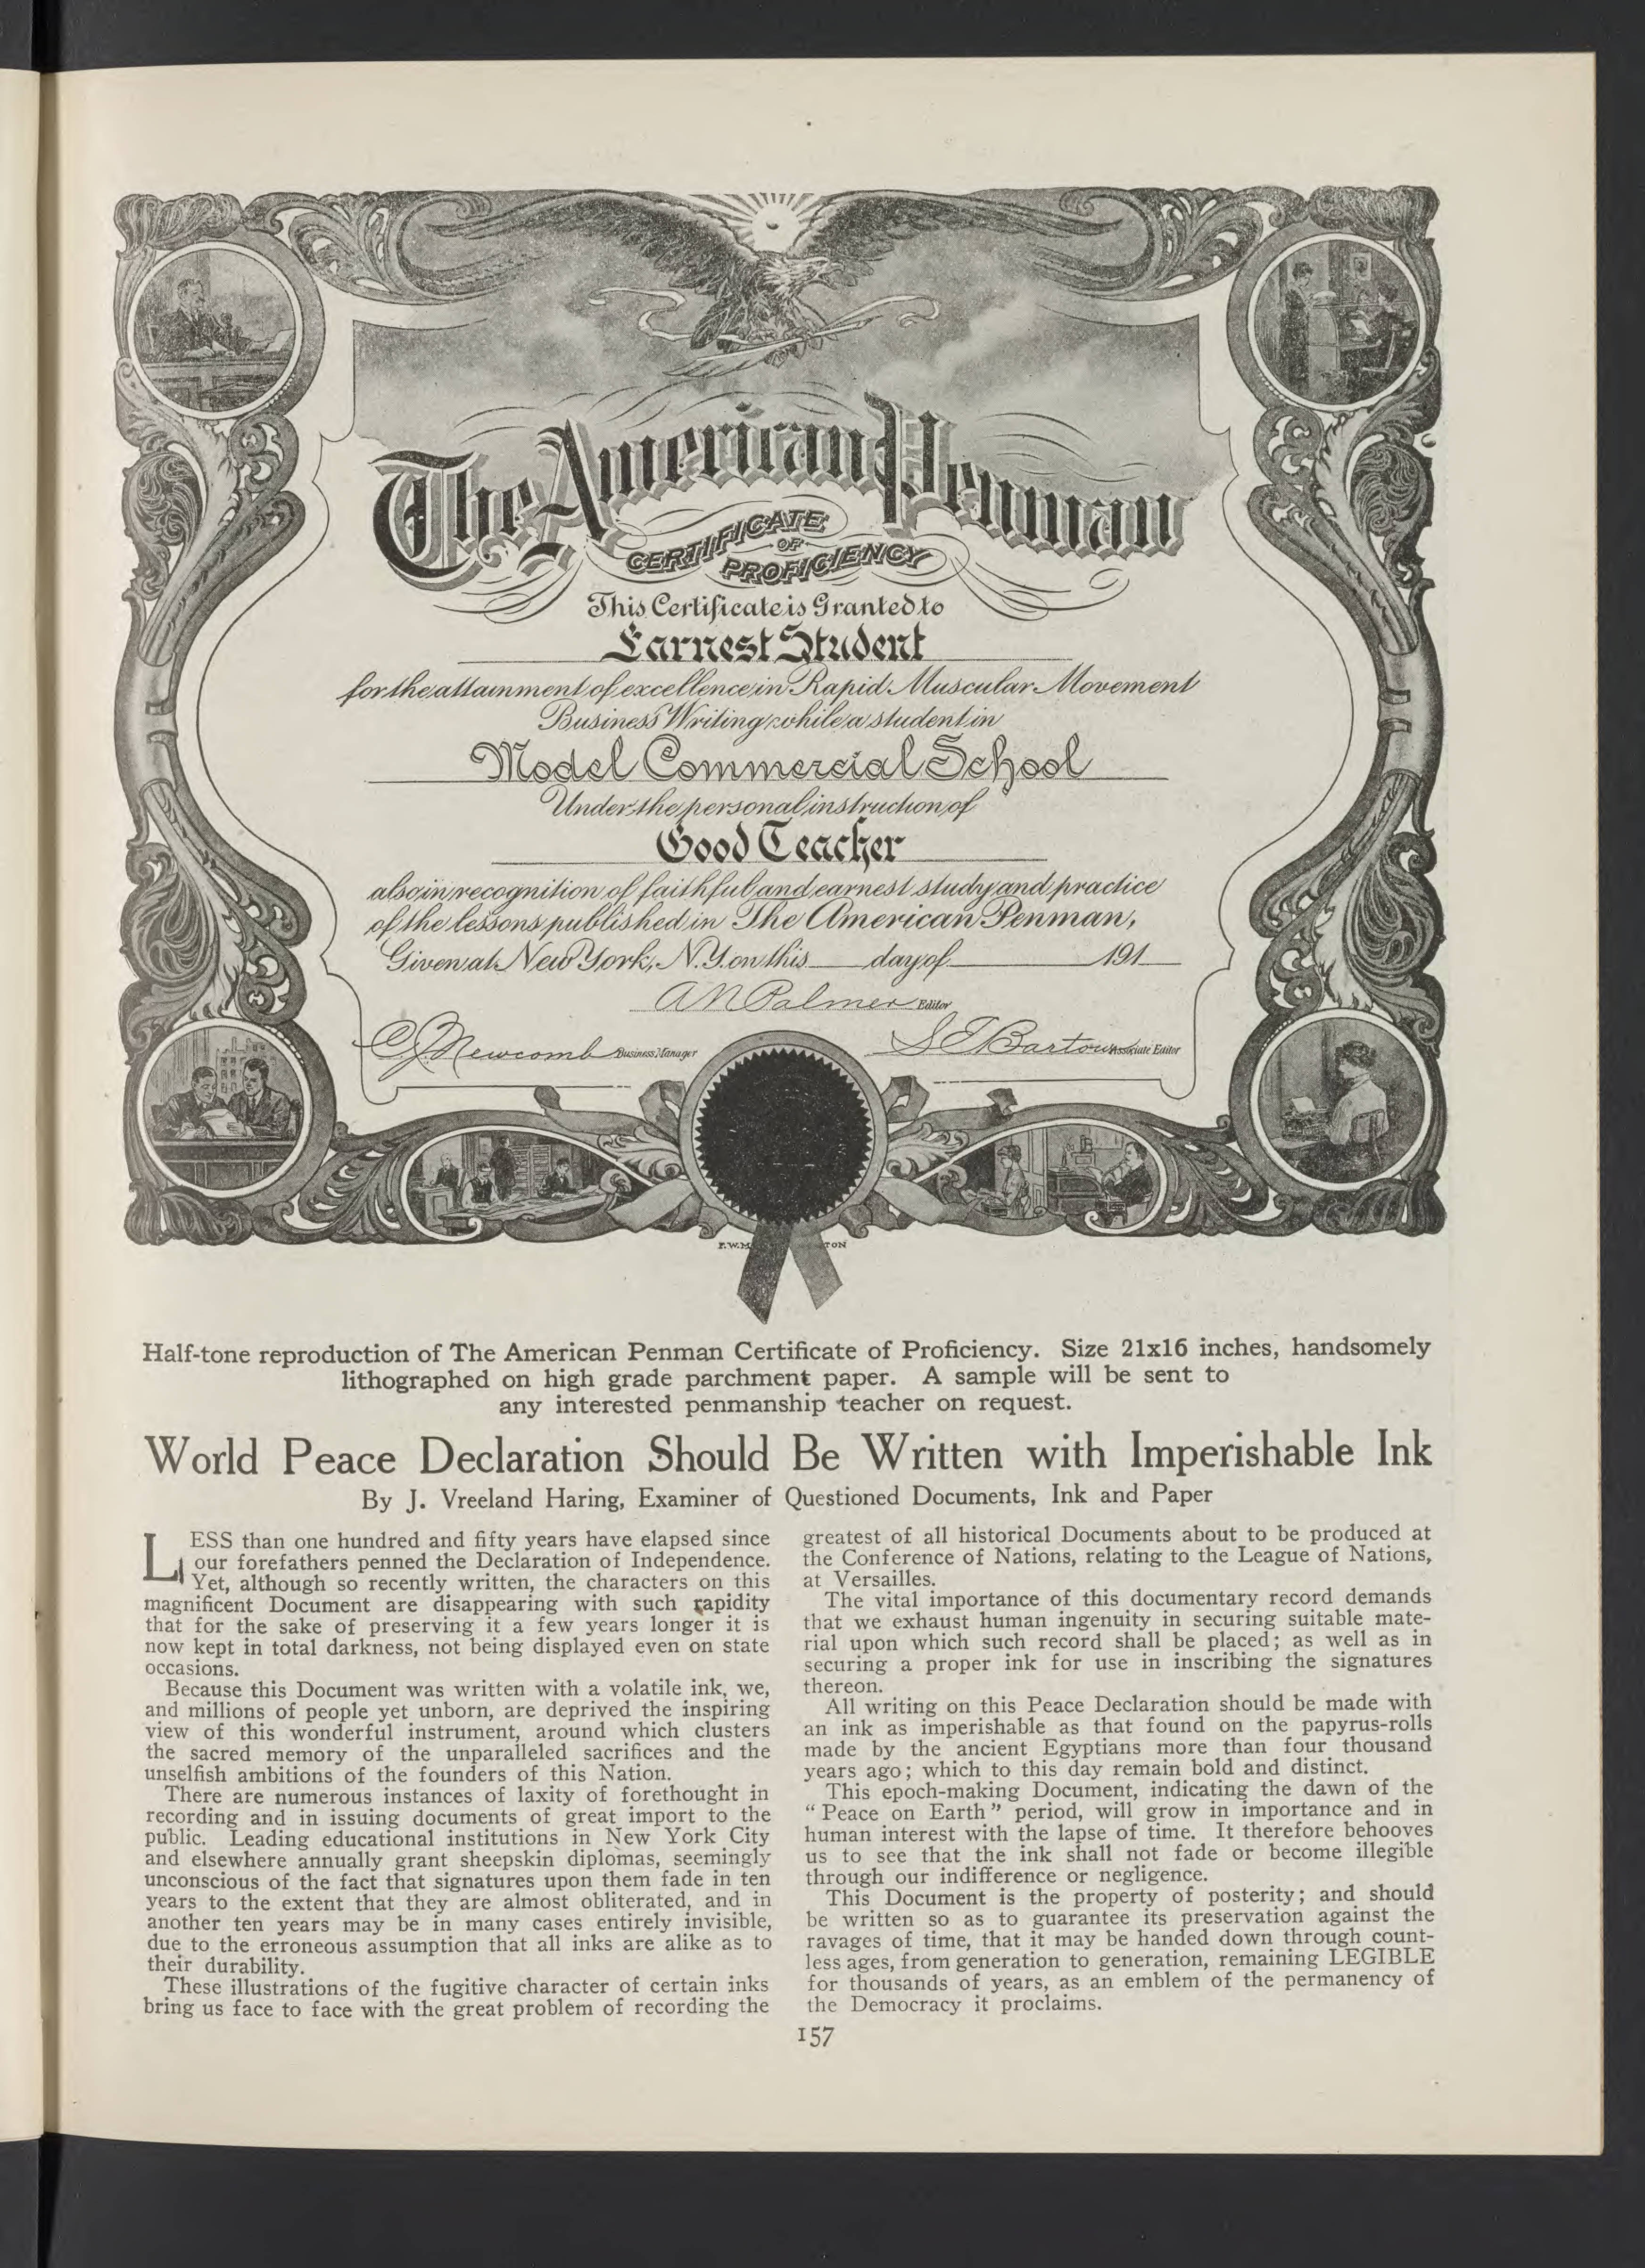 The American Penman
CERTIFICATE
OF
PROFICIENCY
This Certificate is Granted to
Earnest Student
for the attainment of excellence in Rapid Muscular Movement
Business Writing while a student in
Model Commercial School
Under the personal instruction of
Good Teacher
also in recognition of faithful and earnest study and practice
of the lessons published in The American Penman,
Given at New York, N.Y. on this day of 191
A N Palmer Editor
C J Newcomb Business Manager
S E Bartow Associate Editor
F.W.M TON
Half-tone reproduction of The American Penman Certificate of Proficiency. Size 21x16 inches, handsomely
lithographed on high grade parchment paper. A sample will be sent to
any interested penmanship teacher on request.
World Peace Declaration Should Be Written with Imperishable Ink
By J. Vreeland Haring, Examiner of Questioned Documents, Ink and Paper
LESS than one hundred and fifty years have elapsed since
our forefathers penned the Declaration of Independence.
Yet, although so recently written, the characters on this
magnificent Document are disappearing with such rapidity
that for the sake of preserving it a few years longer it is
now kept in total darkness, not being displayed even on state
occasions.
Because this Document was written with a volatile ink, we,
and millions of people yet unborn, are deprived the inspiring
view of this wonderful instrument, around which clusters
the sacred memory of the unparalleled sacrifices and the
unselfish ambitions of the founders of this Nation.
There are numerous instances of laxity of forethought in
recording and in issuing documents of great import to the
public. Leading educational institutions in New York City
and elsewhere annually grant sheepskin diplomas, seemingly
unconscious of the fact that signatures upon them fade in ten
years to the extent that they are almost obliterated, and in
another ten years may be in many cases entirely invisible,
due to the erroneous assumption that all inks are alike as to
their durability.
These illustrations of the fugitive character of certain inks
bring us face to face with the great problem of recording the
greatest of all historical Documents about to be produced at
the Conference of Nations, relating to the League of Nations,
at Versailles.
The vital importance of this documentary record demands
that we exhaust human ingenuity in securing suitable mate-
rial upon which such record shall be placed; as well as in
securing a proper ink for use in inscribing the signatures
thereon.
All writing on this Peace Declaration should be made with
an ink as imperishable as that found on the papyrus-rolls
made by the ancient Egyptians more than four thousand
years ago; which to this day remain bold and distinct.
This epoch-making Document, indicating the dawn of the
"Peace on Earth" period, will grow in importance and in
human interest with the lapse of time. It therefore behooves
us to see that the ink shall not fade or become illegible
through our indifference or negligence.
This Document is the property of posterity; and should
be written so as to guarantee its preservation against the
ravages of time, that it may be handed down through count-
less ages, from generation to generation, remaining LEGIBLE
for thousands of years, as an emblem of the permanency of
the Democracy it proclaims.
157